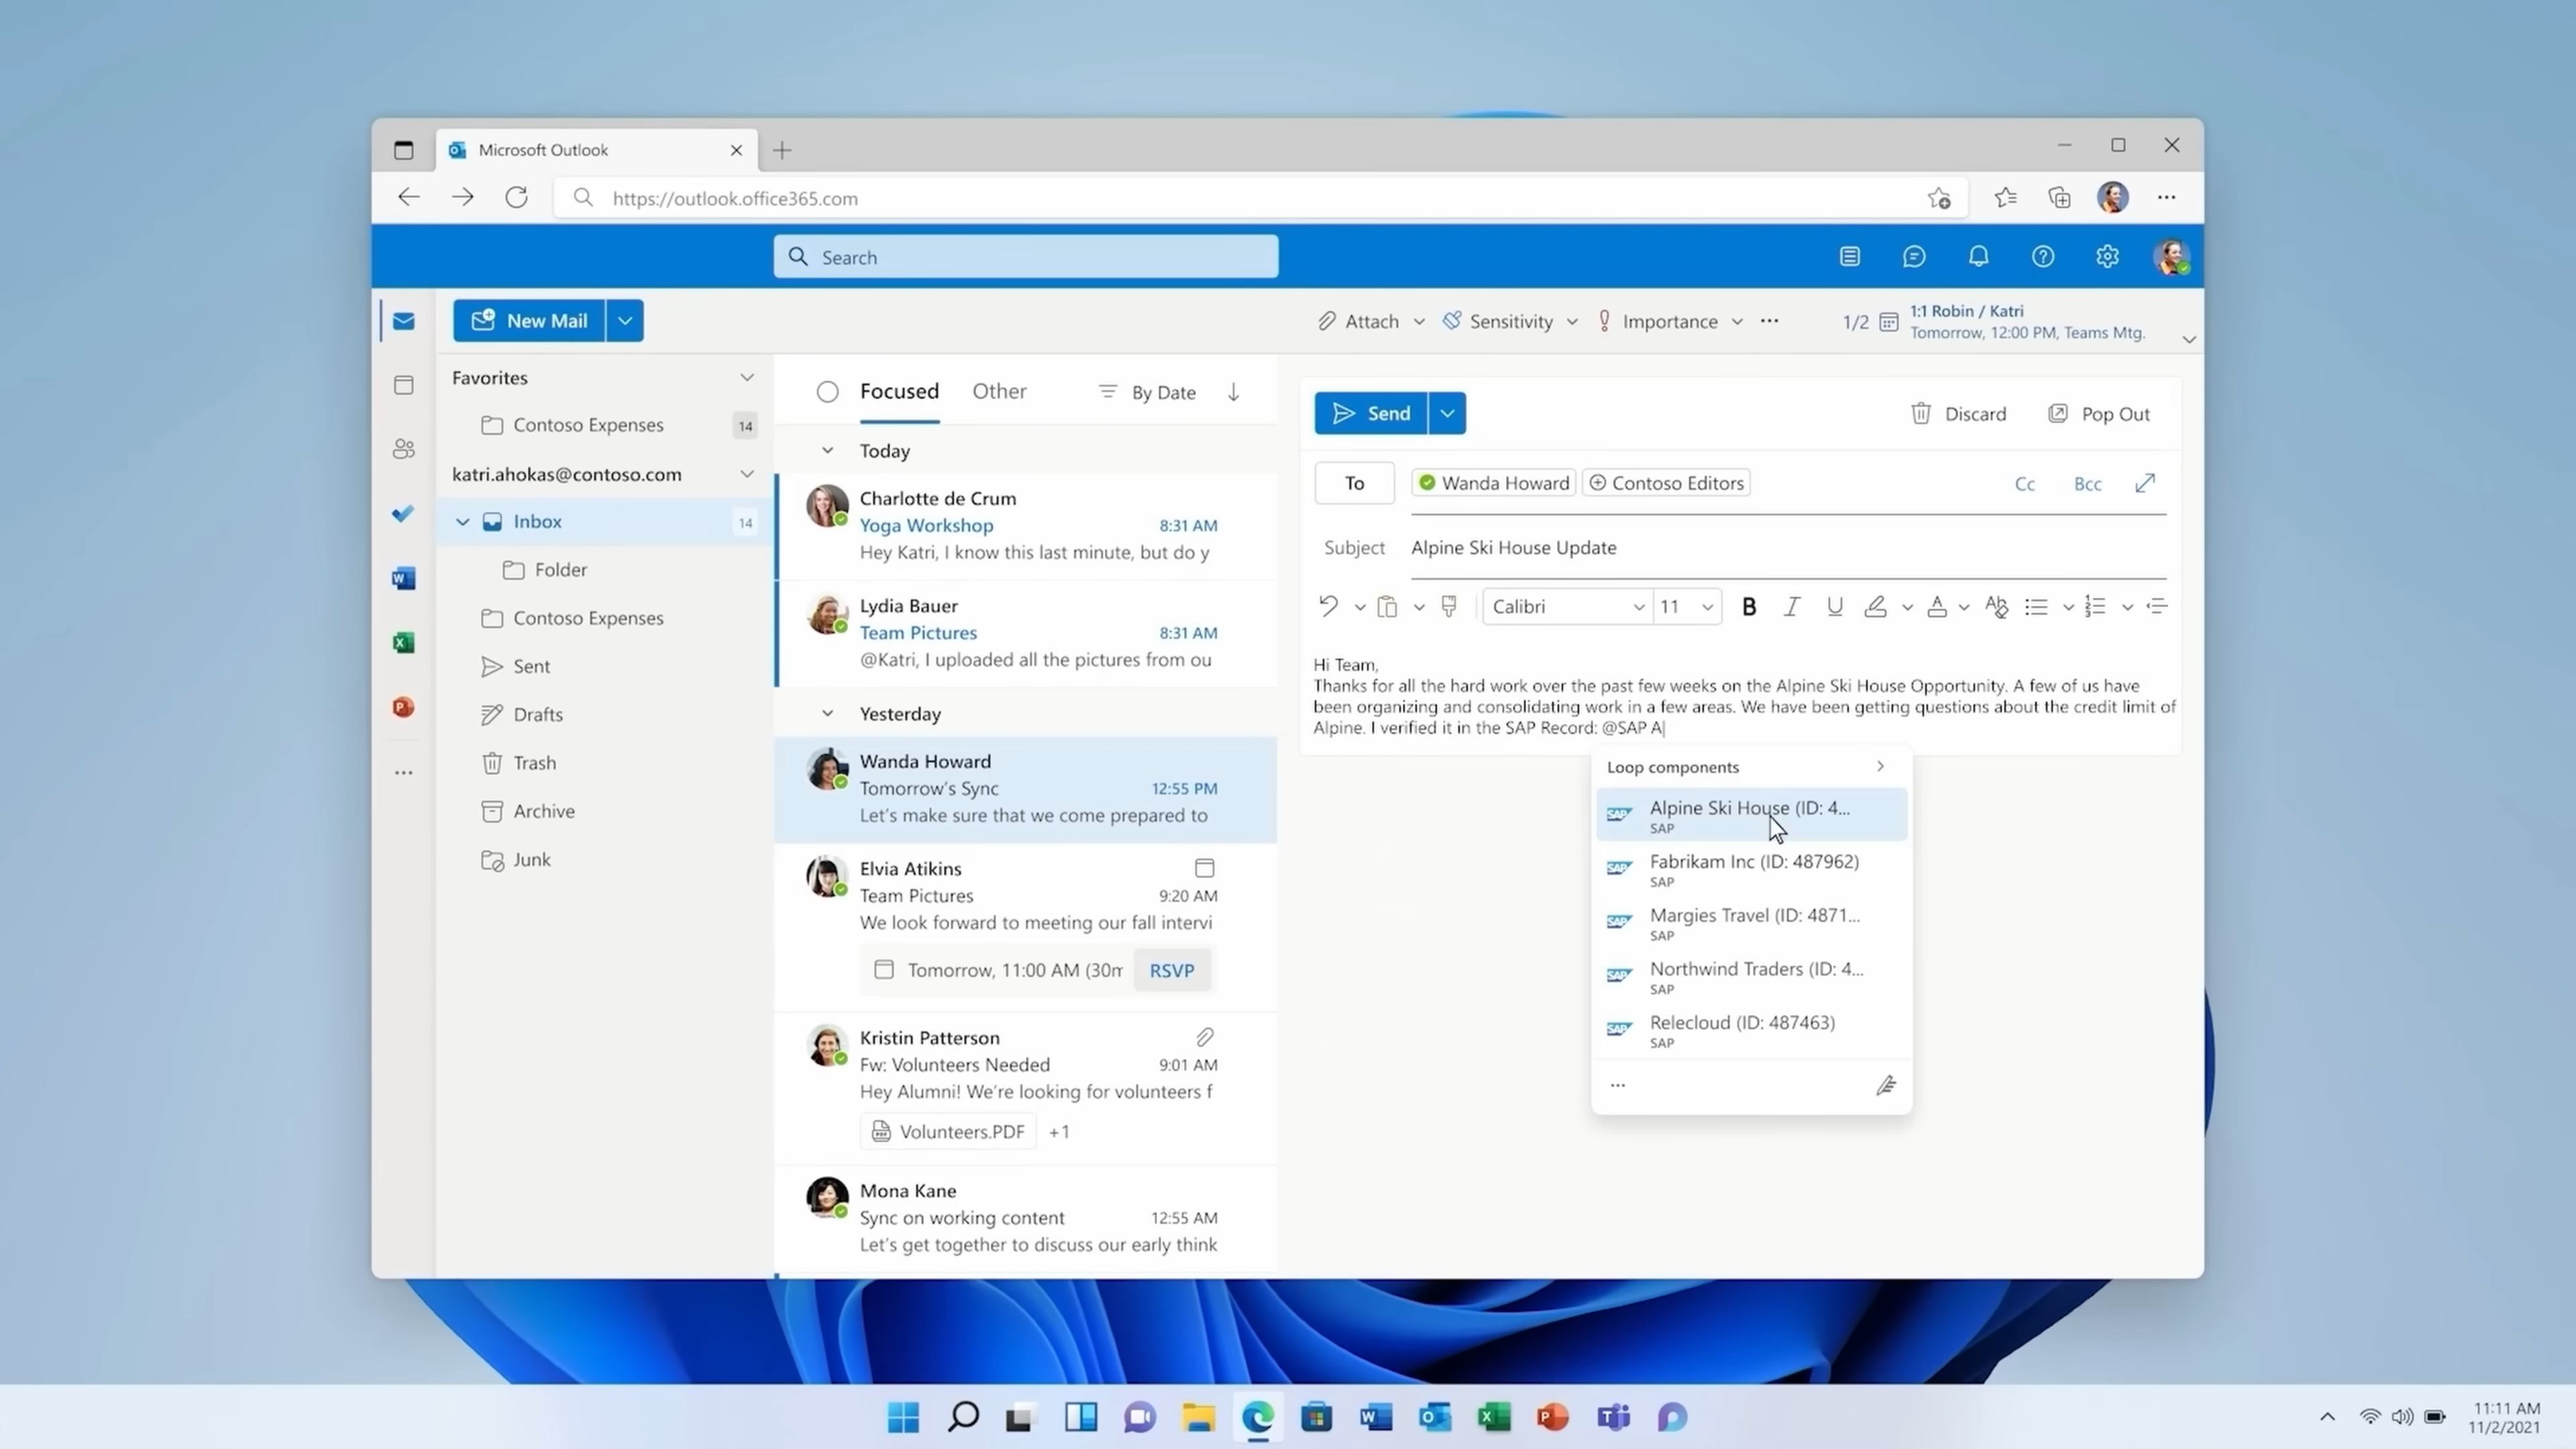 Microsoft Outlook
https://outlook.office365.com
Search
New Mail
Attach
Sensitivity
Importance
1/2
1:1 Robin / Katri
Tomorrow, 12:00 PM, Teams Mtg.
Favorites
Contoso Expenses 14
katri.ahokas@contoso.com
Inbox 14
Folder
Contoso Expenses
Sent
Drafts
Trash
Archive
Junk
Focused Other By Date
Today
Charlotte de Crum
Yoga Workshop 8:31 AM
Hey Katri, I know this last minute, but do y
Lydia Bauer
Team Pictures 8:31 AM
@Katri, I uploaded all the pictures from ou
Yesterday
Wanda Howard
Tomorrow's Sync 12:55 PM
Let's make sure that we come prepared to
Elvia Atikins
Team Pictures 9:20 AM
We look forward to meeting our fall intervi
Tomorrow, 11:00 AM (30m RSVP
Kristin Patterson
Fw: Volunteers Needed 9:01 AM
Hey Alumni! We're looking for volunteers f
Volunteers.PDF +1
Mona Kane
Sync on working content 12:55 AM
Let's get together to discuss our early think
Send Discard Pop Out
To Wanda Howard Contoso Editors Cc Bcc
Subject Alpine Ski House Update
Calibri 11 B I U
Hi Team,
Thanks for all the hard work over the past few weeks on the Alpine Ski House Opportunity. A few of us have
been organizing and consolidating work in a few areas. We have been getting questions about the credit limit of
Alpine. I verified it in the SAP Record: @SAP A
Loop components
SAP Alpine Ski House (ID: 4...
SAP
SAP Fabrikam Inc (ID: 487962)
SAP
SAP Margies Travel (ID: 4871...
SAP
SAP Northwind Traders (ID: 4...
SAP
SAP Relecloud (ID: 487463)
SAP
11:11 AM
11/2/2021